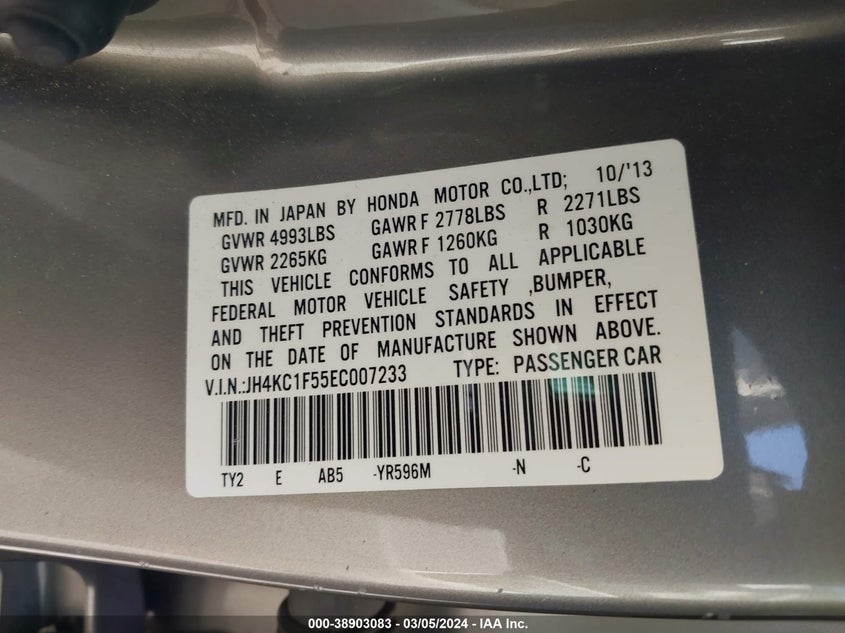 MFD. IN JAPAN BY HONDA MOTOR CO.,LTD; 10/'13
GVWR 4993LBS GAWR F 2778LBS R 2271LBS
GVWR 2265KG GAWR F 1260KG R 1030KG
THIS VEHICLE CONFORMS TO ALL APPLICABLE
FEDERAL MOTOR VEHICLE SAFETY ,BUMPER,
AND THEFT PREVENTION STANDARDS IN EFFECT
ON THE DATE OF MANUFACTURE SHOWN ABOVE.
V.I.N.:JH4KC1F55EC007233 TYPE: PASSENGER CAR
TY2 E AB5 -YR596M -N -C
000-38903083 / 03/05/2024 - IAA Inc.